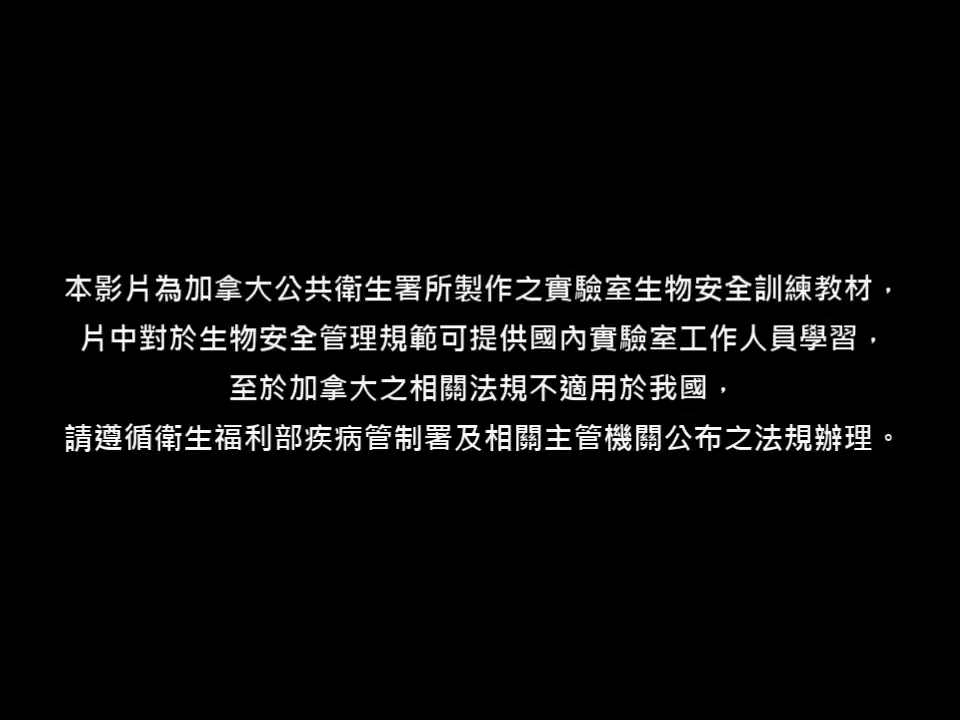 本影片為加拿大公共衛生署所製作之實驗室生物安全訓練教材，
片中對於生物安全管理規範可提供國內實驗室工作人員學習，
至於加拿大之相關法規不適用於我國，
請遵循衛生福利部疾病管制署及相關主管機關公布之法規辦理。